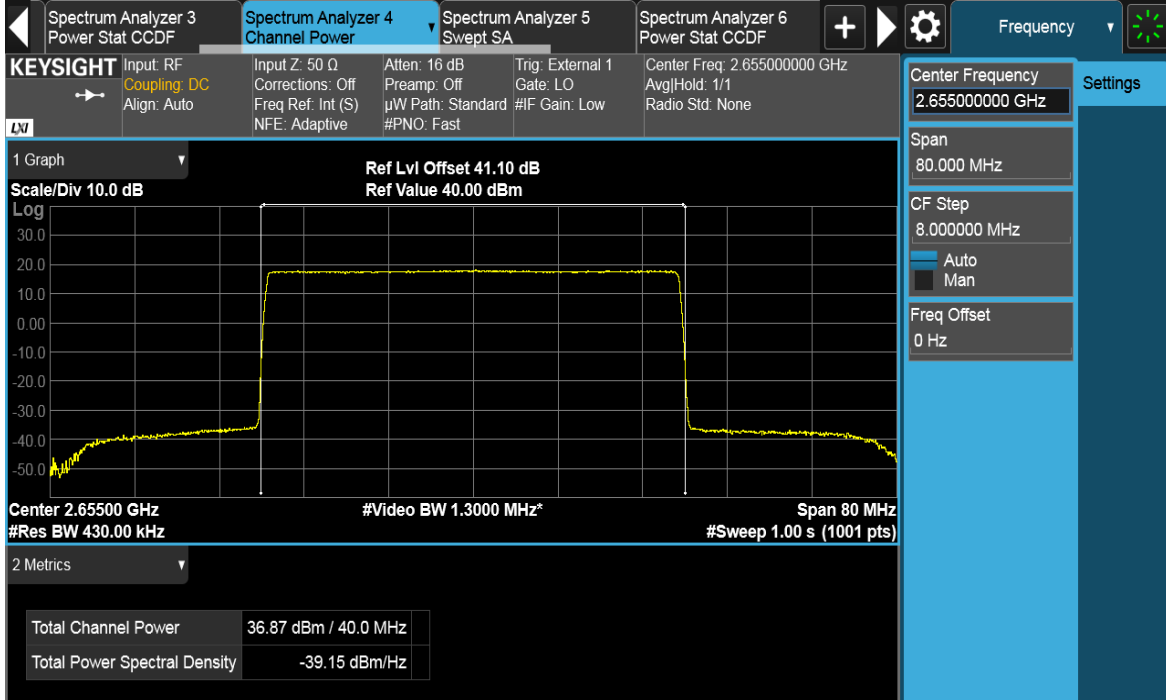 Spectrum Analyzer 3
Power Stat CCDF
Spectrum Analyzer 4
Channel Power
Spectrum Analyzer 5
Swept SA
Spectrum Analyzer 6
Power Stat CCDF
+
Frequency
KEYSIGHT
LXI
Input: RF
Coupling: DC
Align: Auto
Input Z: 50 Ω
Corrections: Off
Freq Ref: Int (S)
NFE: Adaptive
Atten: 16 dB
Preamp: Off
µW Path: Standard
#PNO: Fast
Trig: External 1
Gate: LO
#IF Gain: Low
Center Freq: 2.655000000 GHz
Avg|Hold: 1/1
Radio Std: None
Center Frequency
2.655000000 GHz
Settings
Span
80.000 MHz
CF Step
8.000000 MHz
Auto
Man
Freq Offset
0 Hz
1 Graph
Ref Lvl Offset 41.10 dB
Scale/Div 10.0 dB
Ref Value 40.00 dBm
Log
30.0
20.0
10.0
0.00
-10.0
-20.0
-30.0
-40.0
-50.0
Center 2.65500 GHz
#Video BW 1.3000 MHz*
Span 80 MHz
#Res BW 430.00 kHz
#Sweep 1.00 s (1001 pts)
2 Metrics
Total Channel Power 36.87 dBm / 40.0 MHz
Total Power Spectral Density -39.15 dBm/Hz